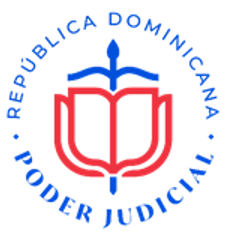 REPÚBLICA DOMINICANA
• PODER JUDICIAL •